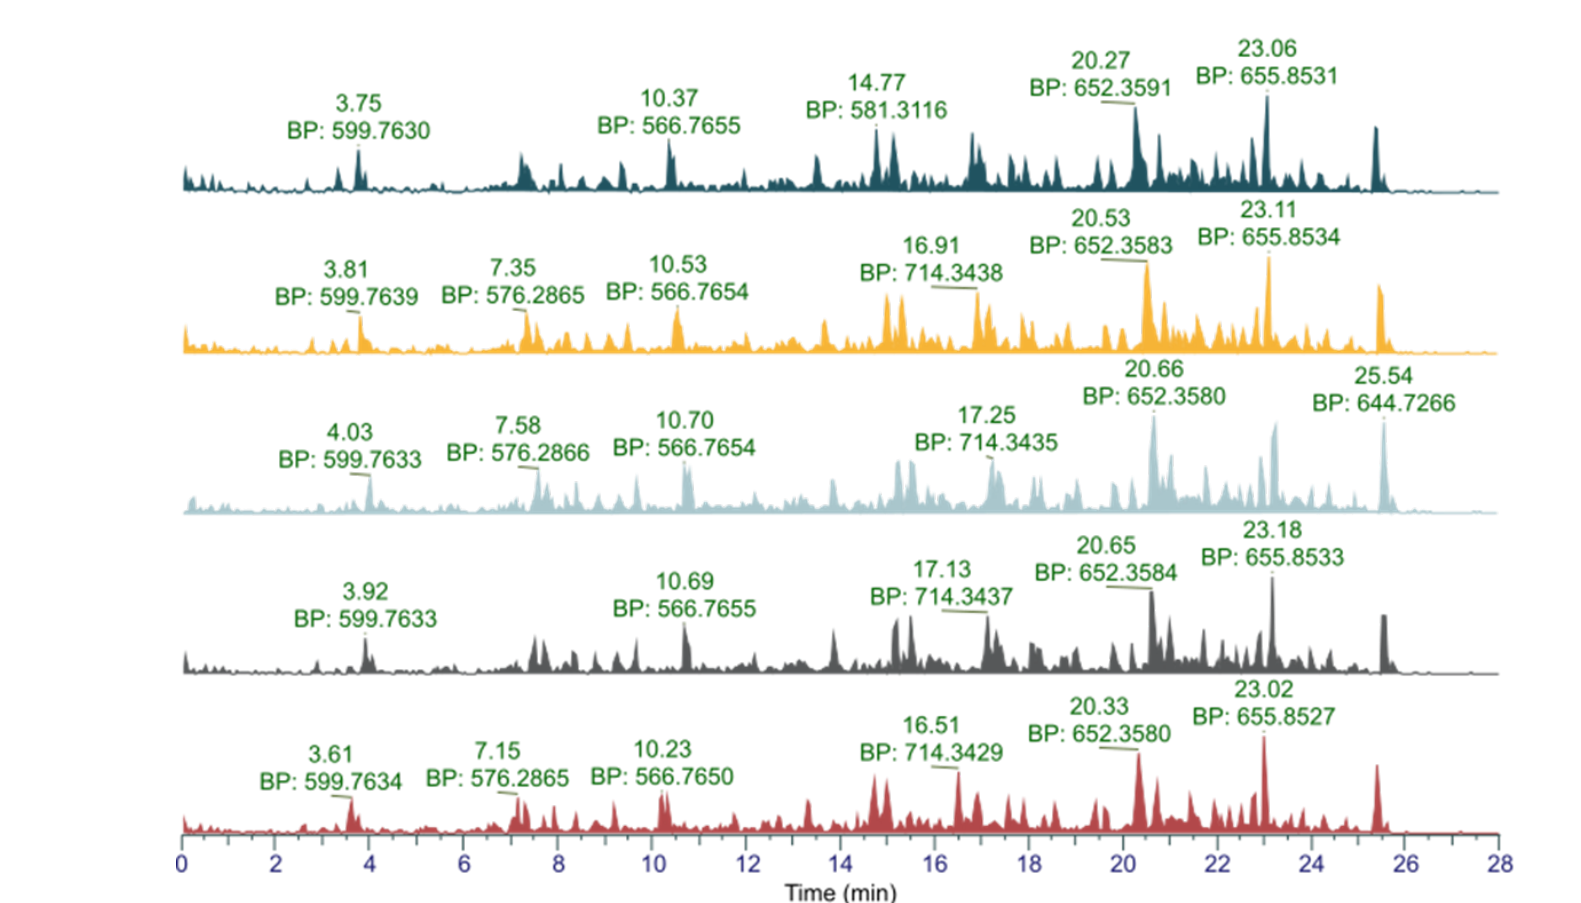 3.75
BP: 599.7630
10.37
BP: 566.7655
14.77
BP: 581.3116
20.27
BP: 652.3591
23.06
BP: 655.8531
3.81
BP: 599.7639
7.35
BP: 576.2865
10.53
BP: 566.7654
16.91
BP: 714.3438
20.53
BP: 652.3583
23.11
BP: 655.8534
4.03
BP: 599.7633
7.58
BP: 576.2866
10.70
BP: 566.7654
17.25
BP: 714.3435
20.66
BP: 652.3580
25.54
BP: 644.7266
3.92
BP: 599.7633
10.69
BP: 566.7655
17.13
BP: 714.3437
20.65
BP: 652.3584
23.18
BP: 655.8533
3.61
BP: 599.7634
7.15
BP: 576.2865
10.23
BP: 566.7650
16.51
BP: 714.3429
20.33
BP: 652.3580
23.02
BP: 655.8527
0 2 4 6 8 10 12 14 16 18 20 22 24 26 28
Time (min)